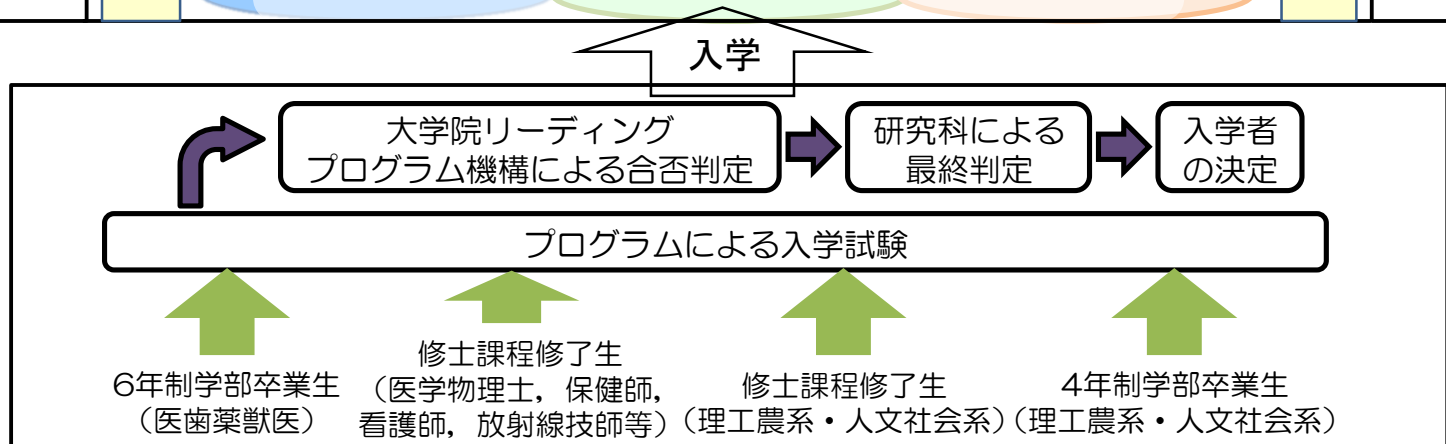 入学
大学院リーディング
プログラム機構による合否判定
研究科による
最終判定
入学者
の決定
プログラムによる入学試験
6年制学部卒業生
(医歯薬獣医)
修士課程修了生
(医学物理士,保健師,
看護師,放射線技師等)
修士課程修了生
(理工農系・人文社会系)
4年制学部卒業生
(理工農系・人文社会系)